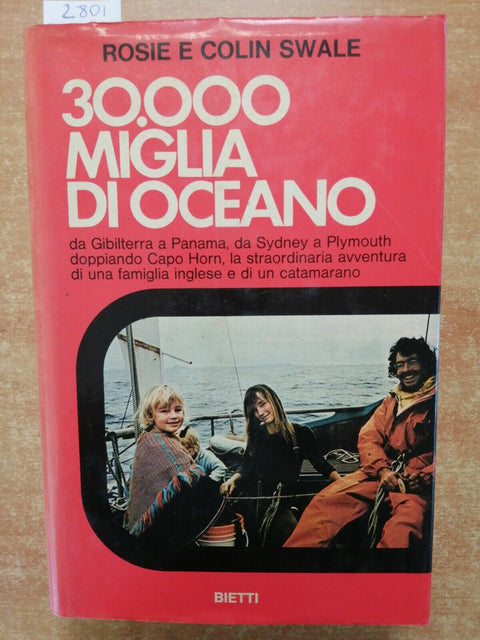 2801
ROSIE E COLIN SWALE
30.000
MIGLIA
DI OCEANO
da Gibilterra a Panama, da Sydney a Plymouth
doppiando Capo Horn, la straordinaria avventura
di una famiglia inglese e di un catamarano
BIETTI